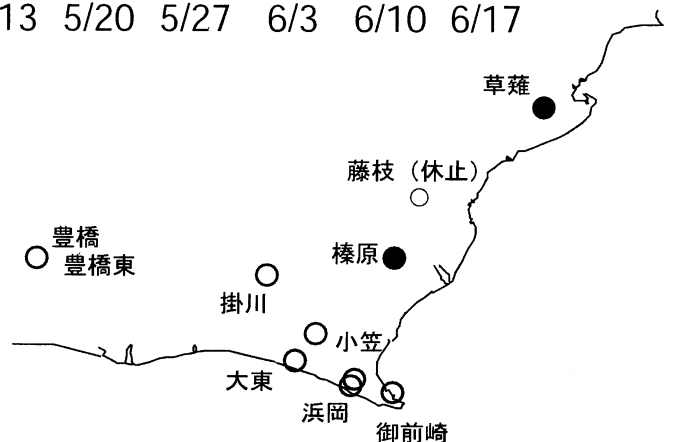 13 5/20 5/27 6/3 6/10 6/17
草薙
藤枝（休止）
豊橋
豊橋東
榛原
掛川
小笠
大東
浜岡
御前崎